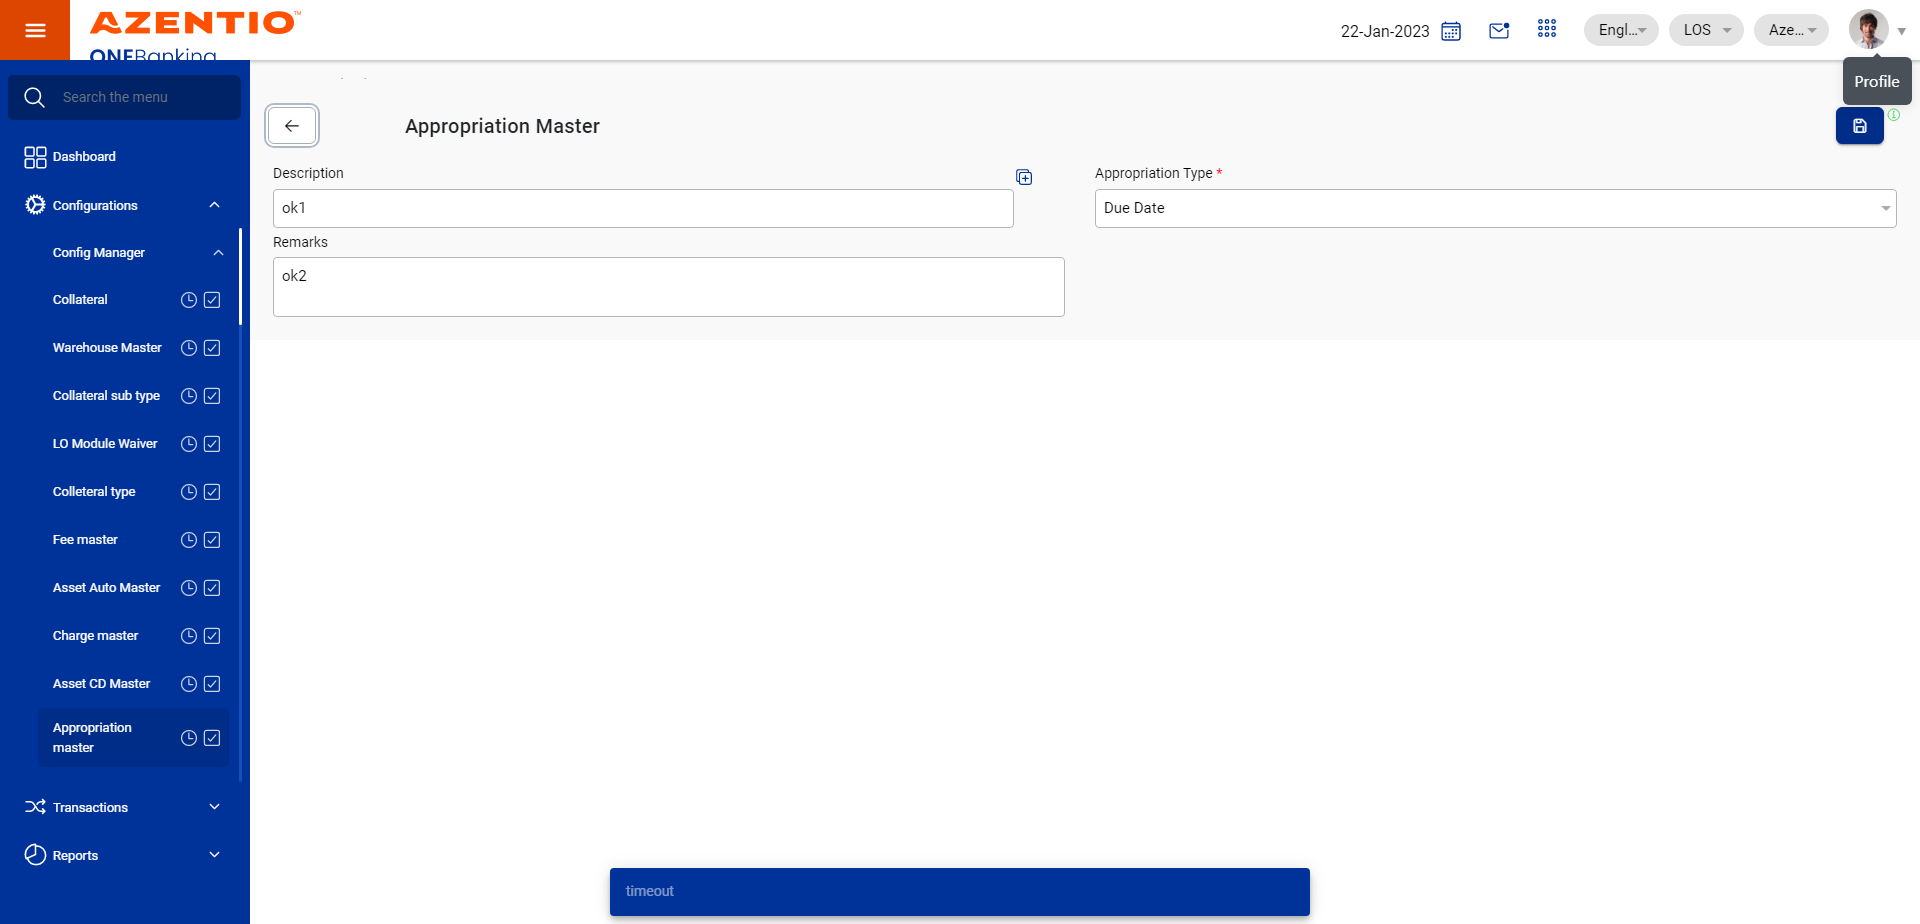 AZENTIO™
ONEBanking
22-Jan-2023
Engl...
LOS
Aze...
Profile
Search the menu
Dashboard
Configurations
Config Manager
Collateral
Warehouse Master
Collateral sub type
LO Module Waiver
Colleteral type
Fee master
Asset Auto Master
Charge master
Asset CD Master
Appropriation
master
Transactions
Reports
Appropriation Master
Description
ok1
Appropriation Type *
Due Date
Remarks
ok2
timeout